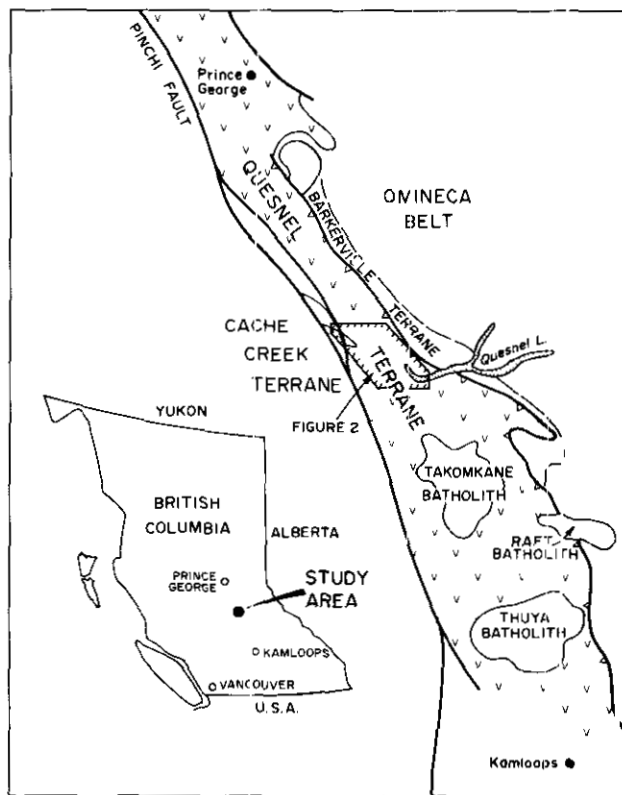 PINCHI FAULT
Prince
George
QUESNEL
TERRANE
BARKERVILLE
TERRANE
OMINECA
BELT
Quesnel L.
CACHE
CREEK
TERRANE
FIGURE 2
TAKOMKANE
BATHOLITH
RAFT
BATHOLITH
THUYA
BATHOLITH
Kamloops
YUKON
BRITISH
COLUMBIA
ALBERTA
PRINCE
GEORGE
STUDY
AREA
KAMLOOPS
VANCOUVER
U.S.A.